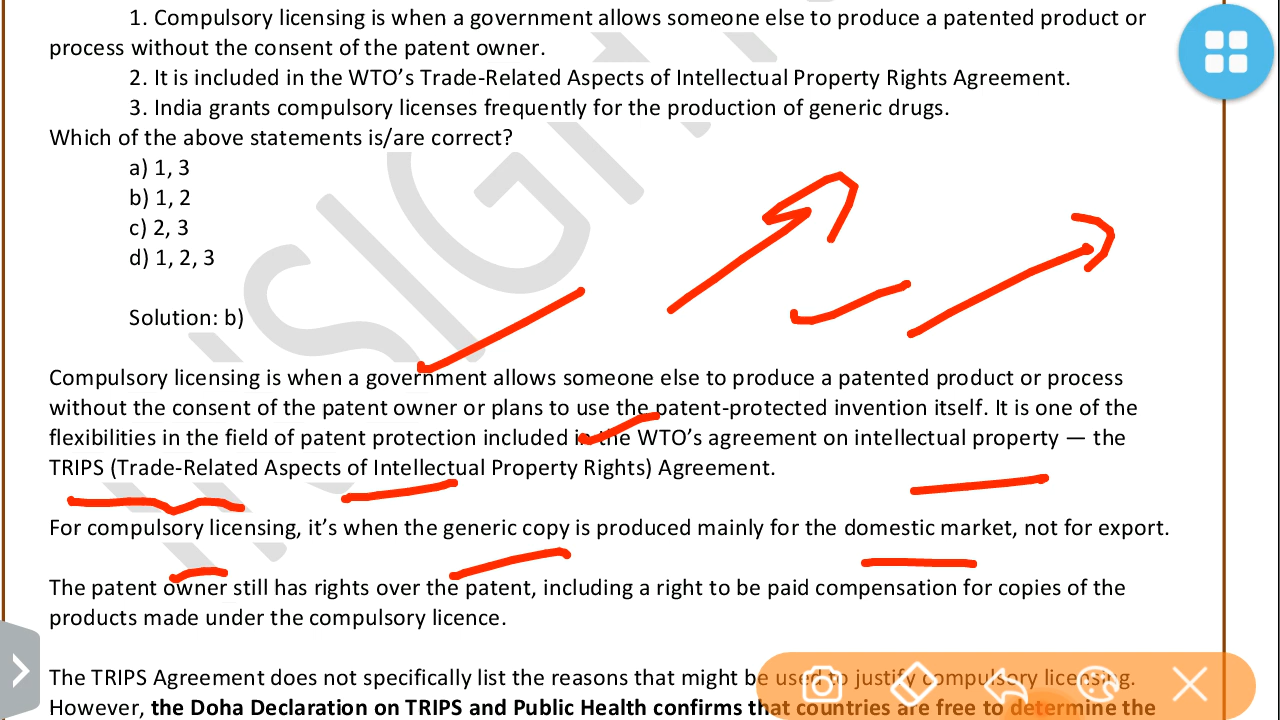 1. Compulsory licensing is when a government allows someone else to produce a patented product or
process without the consent of the patent owner.
2. It is included in the WTO’s Trade-Related Aspects of Intellectual Property Rights Agreement.
3. India grants compulsory licenses frequently for the production of generic drugs.
Which of the above statements is/are correct?
a) 1, 3
b) 1, 2
c) 2, 3
d) 1, 2, 3
Solution: b)
Compulsory licensing is when a government allows someone else to produce a patented product or process
without the consent of the patent owner or plans to use the patent-protected invention itself. It is one of the
flexibilities in the field of patent protection included in the WTO’s agreement on intellectual property — the
TRIPS (Trade-Related Aspects of Intellectual Property Rights) Agreement.
For compulsory licensing, it’s when the generic copy is produced mainly for the domestic market, not for export.
The patent owner still has rights over the patent, including a right to be paid compensation for copies of the
products made under the compulsory licence.
The TRIPS Agreement does not specifically list the reasons that might be used to justify compulsory licensing.
However, the Doha Declaration on TRIPS and Public Health confirms that countries are free to determine the